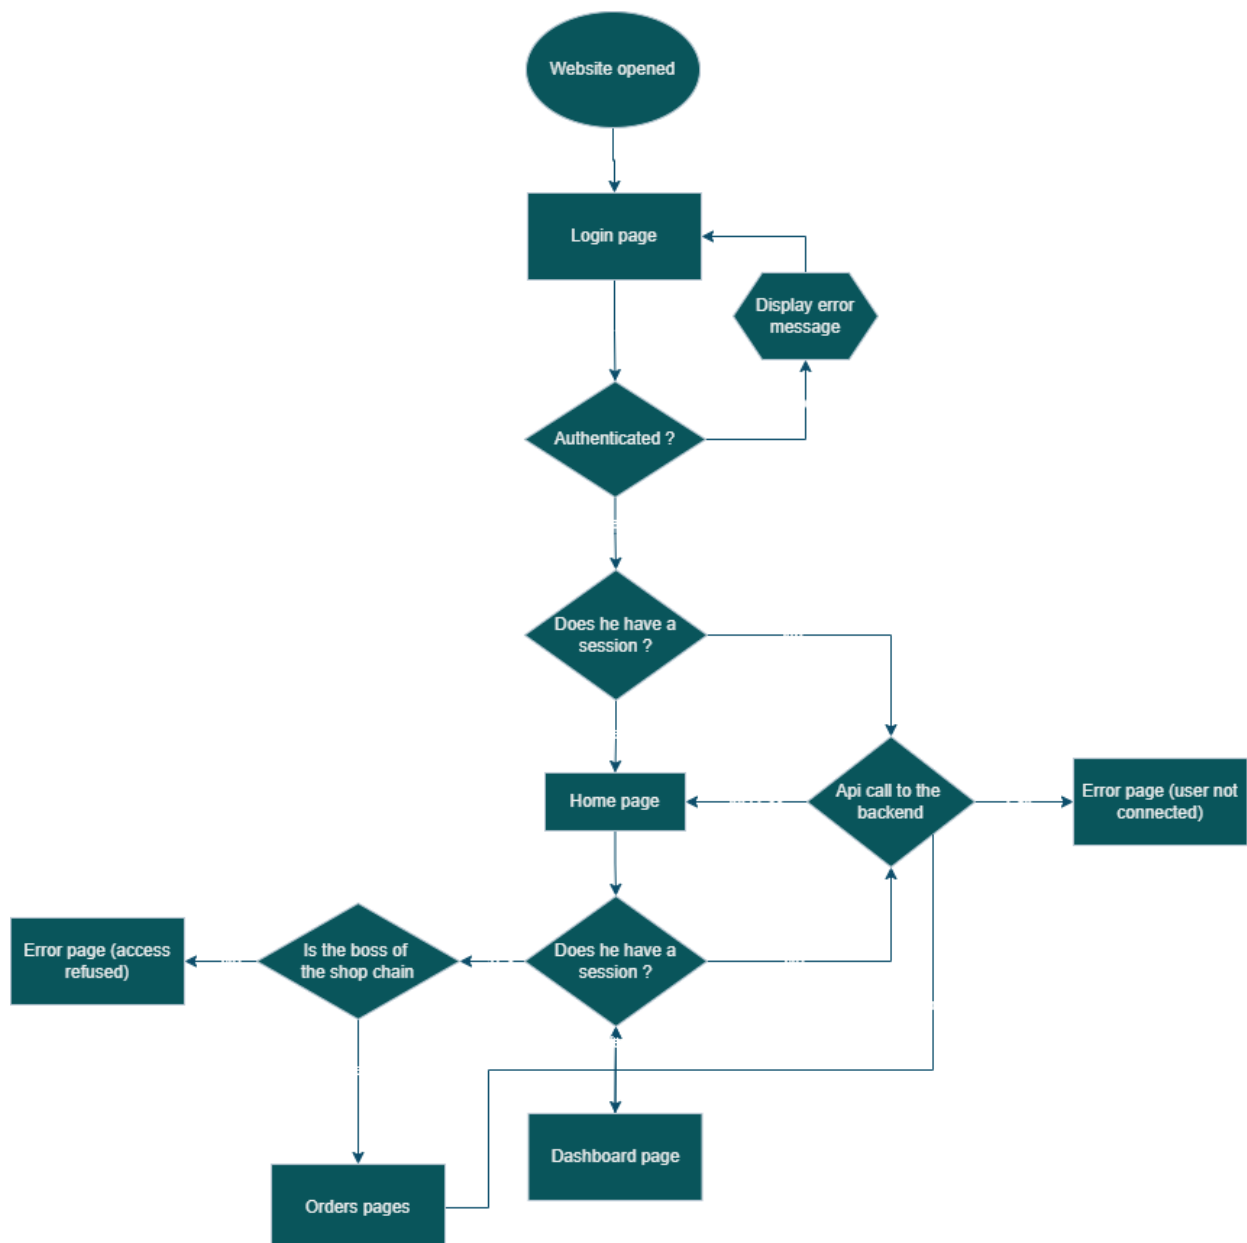 Website opened
Login page
Display error
message
Authenticated ?
Does he have a
session ?
Home page
Api call to the
backend
Error page (user not
connected)
Error page (access
refused)
Is the boss of
the shop chain
Does he have a
session ?
Dashboard page
Orders pages